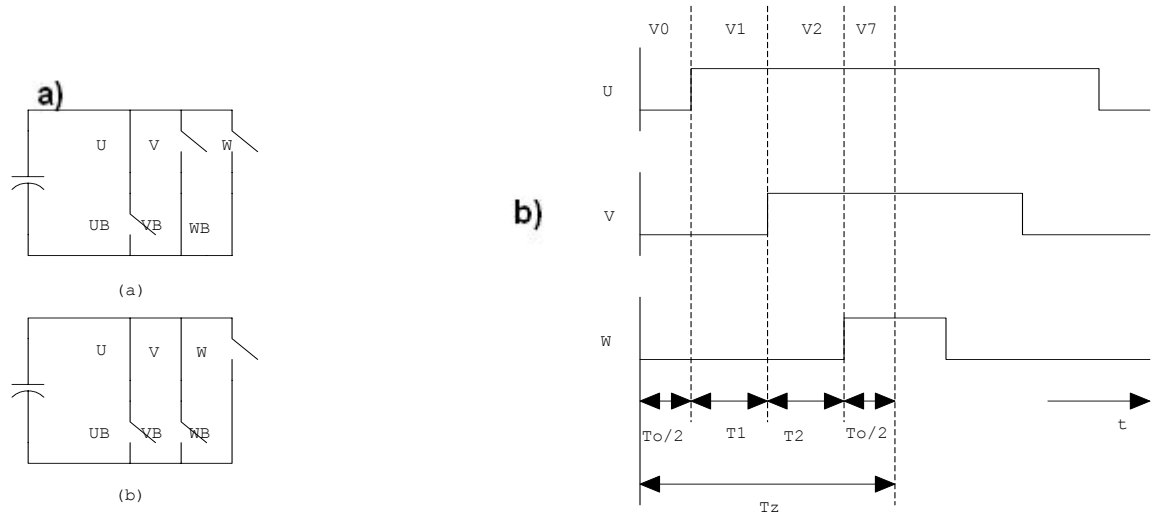 a)
U V W
UB VB WB
(a)
U V W
UB VB WB
(b)
b)
V0 V1 V2 V7
U
V
W
To/2 T1 T2 To/2 t
Tz